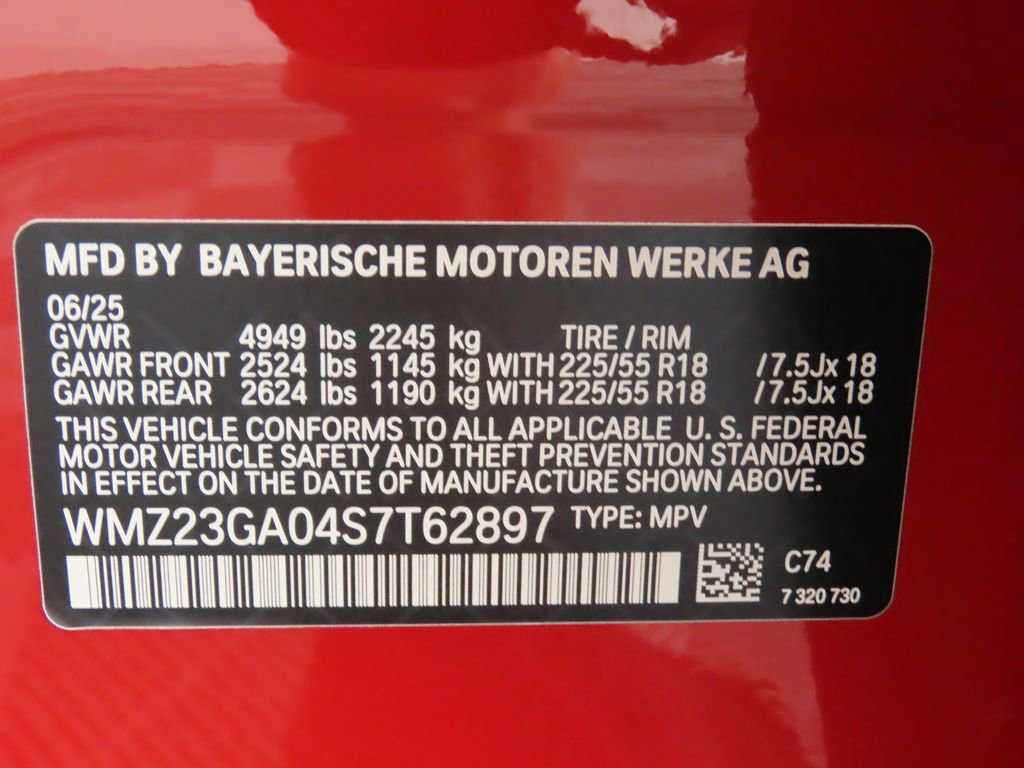 MFD BY BAYERISCHE MOTOREN WERKE AG
06/25
GVWR 4949 lbs 2245 kg TIRE / RIM
GAWR FRONT 2524 lbs 1145 kg WITH 225/55 R18 /7.5Jx 18
GAWR REAR 2624 lbs 1190 kg WITH 225/55 R18 /7.5Jx 18
THIS VEHICLE CONFORMS TO ALL APPLICABLE U. S. FEDERAL
MOTOR VEHICLE SAFETY AND THEFT PREVENTION STANDARDS
IN EFFECT ON THE DATE OF MANUFACTURE SHOWN ABOVE.
WMZ23GA04S7T62897 TYPE: MPV
C74
7 320 730